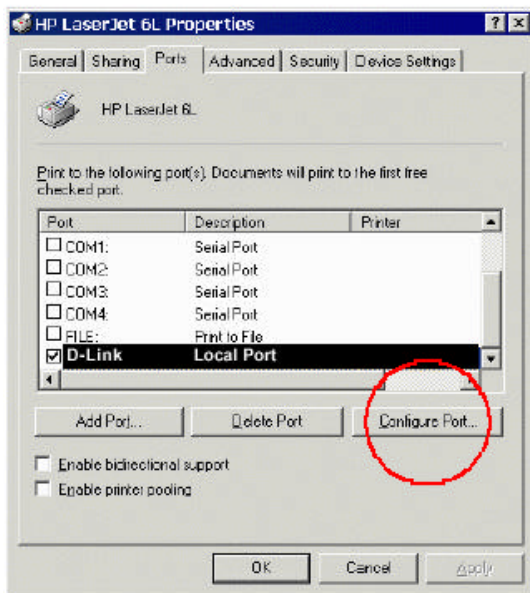 HP LaserJet 6L Properties
General Sharing Ports Advanced Security Device Settings
HP LaserJet 6L
Print to the following port(s). Documents will print to the first free
checked port.
Port Description Printer
COM1: Serial Port
COM2: Serial Port
COM3: Serial Port
COM4: Serial Port
FILE: Print to File
D-Link Local Port
Add Port... Delete Port Configure Port...
Enable bidirectional support
Enable printer pooling
OK Cancel Apply